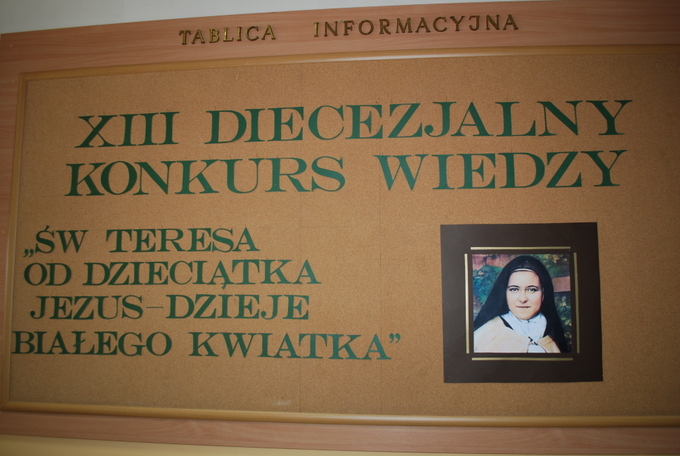 TABLICA INFORMACYJNA
XIII DIECEZJALNY
KONKURS WIEDZY
„ŚW TERESA
OD DZIECIĄTKA
JEZUS-DZIEJE
BIAŁEGO KWIATKA”